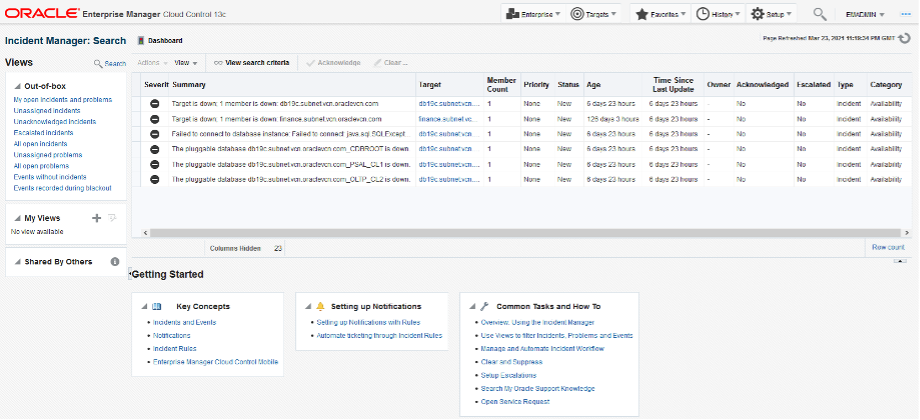 ORACLE Enterprise Manager Cloud Control 13c
Enterprise Targets Favorites History Setup EMADMIN
Incident Manager: Search
Dashboard
Page Refreshed Mar 23, 2021 11:19:34 PM GMT
Views
Search
Actions View View search criteria Acknowledge Clear ...
Out-of-box
My open incidents and problems
Unassigned incidents
Unacknowledged incidents
Escalated incidents
All open incidents
Unassigned problems
All open problems
Events without incidents
Events recorded during blackout
My Views
No view available
Shared By Others
Severit Summary Target Member Count Priority Status Age Time Since Last Update Owner Acknowledged Escalated Type Category
Target is down: 1 member is down: db19c.subnet.vcn.oraclevcn.com db19c.subnet.vcn.... 1 None New 6 days 23 hours 6 days 23 hours - No No Incident Availability
Target is down: 1 member is down: finance.subnet.vcn.oraclevcn.com finance.subnet.vc... 1 None New 125 days 3 hours 6 days 23 hours - No No Incident Availability
Failed to connect to database instance: Failed to connect: java.sql.SQLExcept... db19c.subnet.vcn.... 1 None New 6 days 23 hours 6 days 23 hours - No No Incident Availability
The pluggable database db19c.subnet.vcn.oraclevcn.com_CDBROOT is down db19c.subnet.vcn.... 1 None New 6 days 23 hours 6 days 23 hours - No No Incident Availability
The pluggable database db19c.subnet.vcn.oraclevcn.com_PSAL_CL1 is down. db19c.subnet.vcn.... 1 None New 6 days 23 hours 6 days 23 hours - No No Incident Availability
The pluggable database db19c.subnet.vcn.oraclevcn.com_OLTP_CL2 is down. db19c.subnet.vcn.... 1 None New 6 days 23 hours 6 days 23 hours - No No Incident Availability
Columns Hidden 23
Row count
Getting Started
Key Concepts
Incidents and Events
Notifications
Incident Rules
Enterprise Manager Cloud Control Mobile
Setting up Notifications
Setting up Notifications with Rules
Automate ticketing through Incident Rules
Common Tasks and How To
Overview: Using the Incident Manager
Use Views to filter Incidents, Problems and Events
Manage and Automate Incident Workflow
Clear and Suppress
Setup Escalations
Search My Oracle Support Knowledge
Open Service Request